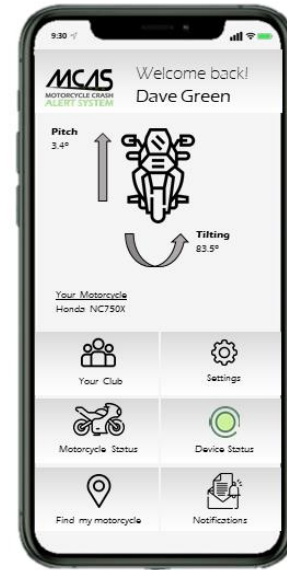 9:30
MCAS
MOTORCYCLE CRASH
ALERT SYSTEM
Welcome back!
Dave Green
Pitch
3.4°
Tilting
83.5°
Your Motorcycle
Honda NC750X
Your Club
Settings
Motorcycle Status
Device Status
Find my motorcycle
Notifications